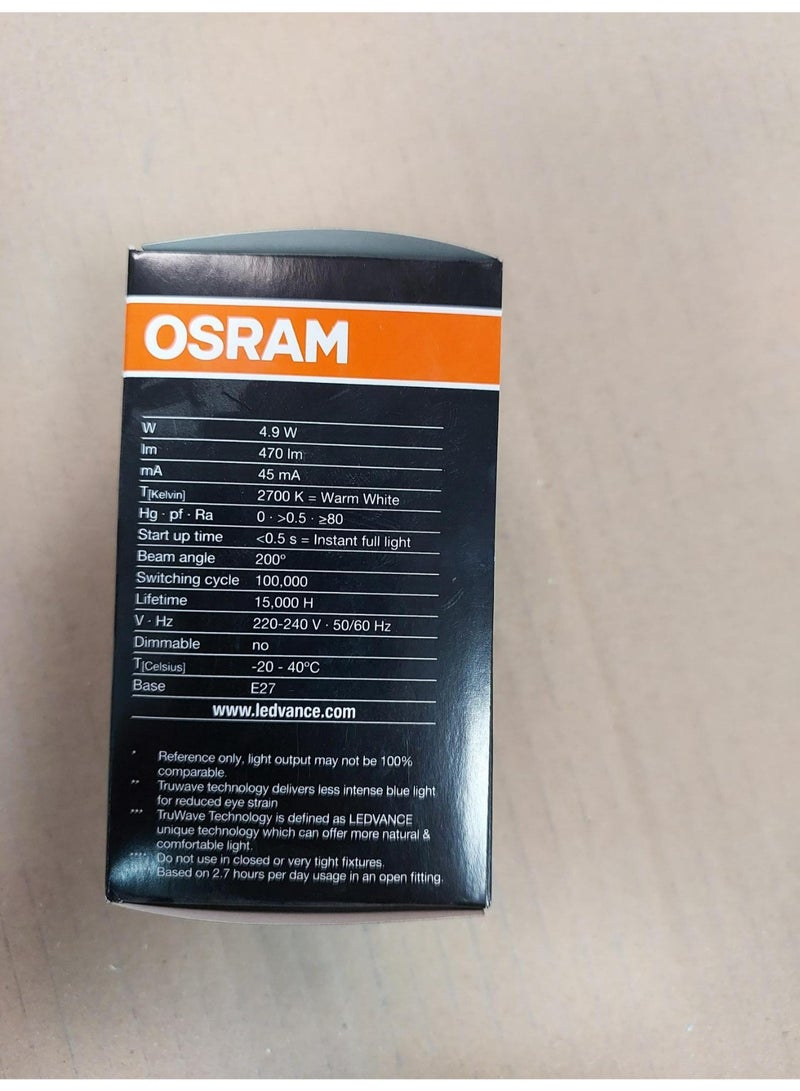 OSRAM
W 4.9 W
lm 470 lm
mA 45 mA
T[Kelvin] 2700 K = Warm White
Hg · pf · Ra 0 · >0.5 · ≥80
Start up time <0.5 s = Instant full light
Beam angle 200º
Switching cycle 100,000
Lifetime 15,000 H
V · Hz 220-240 V · 50/60 Hz
Dimmable no
T[Celsius] -20 - 40ºC
Base E27
www.ledvance.com
* Reference only, light output may not be 100%
comparable.
** Truwave technology delivers less intense blue light
for reduced eye strain
*** TruWave Technology is defined as LEDVANCE
unique technology which can offer more natural &
comfortable light.
**** Do not use in closed or very tight fixtures.
Based on 2.7 hours per day usage in an open fitting.